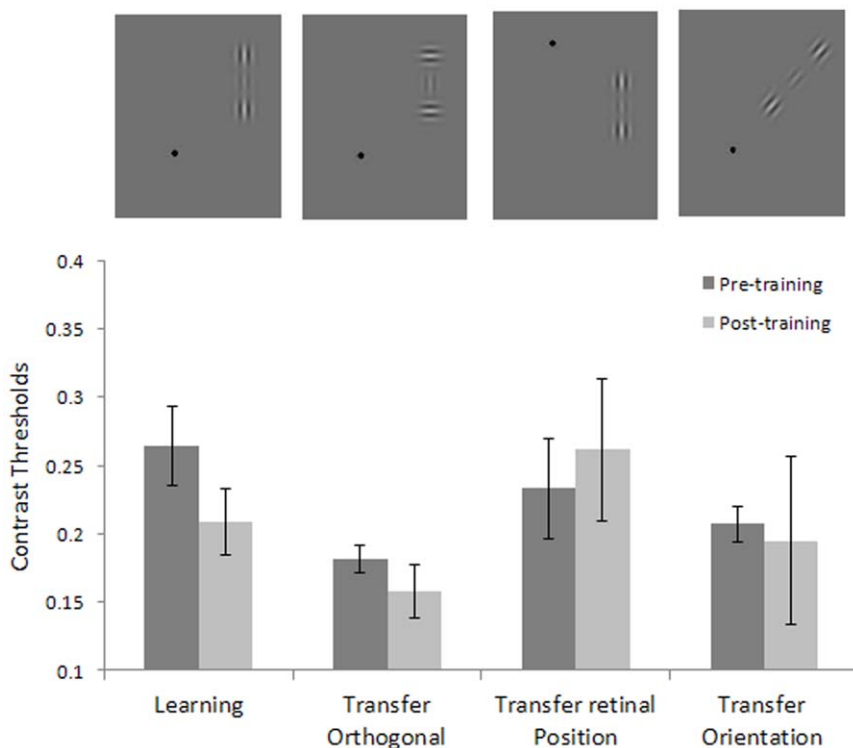 0.4
0.35
0.3
0.25
0.2
0.15
0.1
Contrast Thresholds
Pre-training
Post-training
Learning
Transfer
Orthogonal
Transfer retinal
Position
Transfer
Orientation